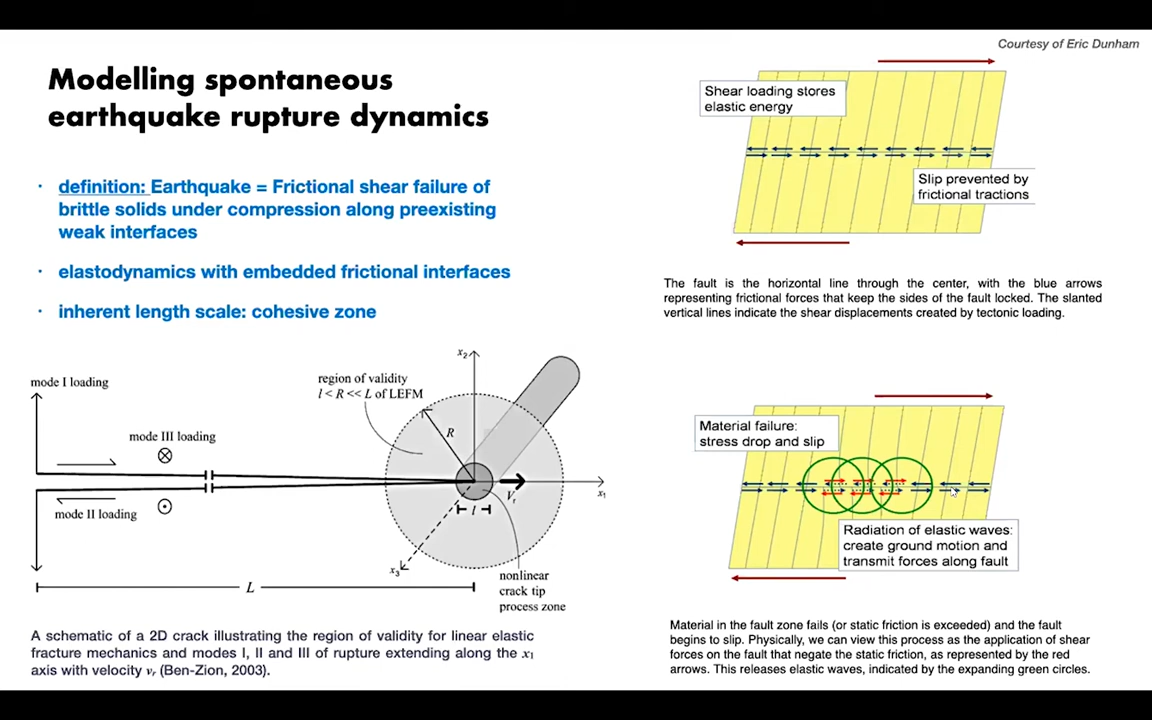 Courtesy of Eric Dunham
Modelling spontaneous
earthquake rupture dynamics
· definition: Earthquake = Frictional shear failure of
brittle solids under compression along preexisting
weak interfaces
· elastodynamics with embedded frictional interfaces
· inherent length scale: cohesive zone
mode I loading
mode III loading
mode II loading
region of validity
l < R << L of LEFM
x₂
R
x₁
vᵣ
l
x₃
L
nonlinear
crack tip
process zone
A schematic of a 2D crack illustrating the region of validity for linear elastic
fracture mechanics and modes I, II and III of rupture extending along the x₁
axis with velocity vᵣ (Ben-Zion, 2003).
Shear loading stores
elastic energy
Slip prevented by
frictional tractions
The fault is the horizontal line through the center, with the blue arrows
representing frictional forces that keep the sides of the fault locked. The slanted
vertical lines indicate the shear displacements created by tectonic loading.
Material failure:
stress drop and slip
Radiation of elastic waves:
create ground motion and
transmit forces along fault
Material in the fault zone fails (or static friction is exceeded) and the fault
begins to slip. Physically, we can view this process as the application of shear
forces on the fault that negate the static friction, as represented by the red
arrows. This releases elastic waves, indicated by the expanding green circles.